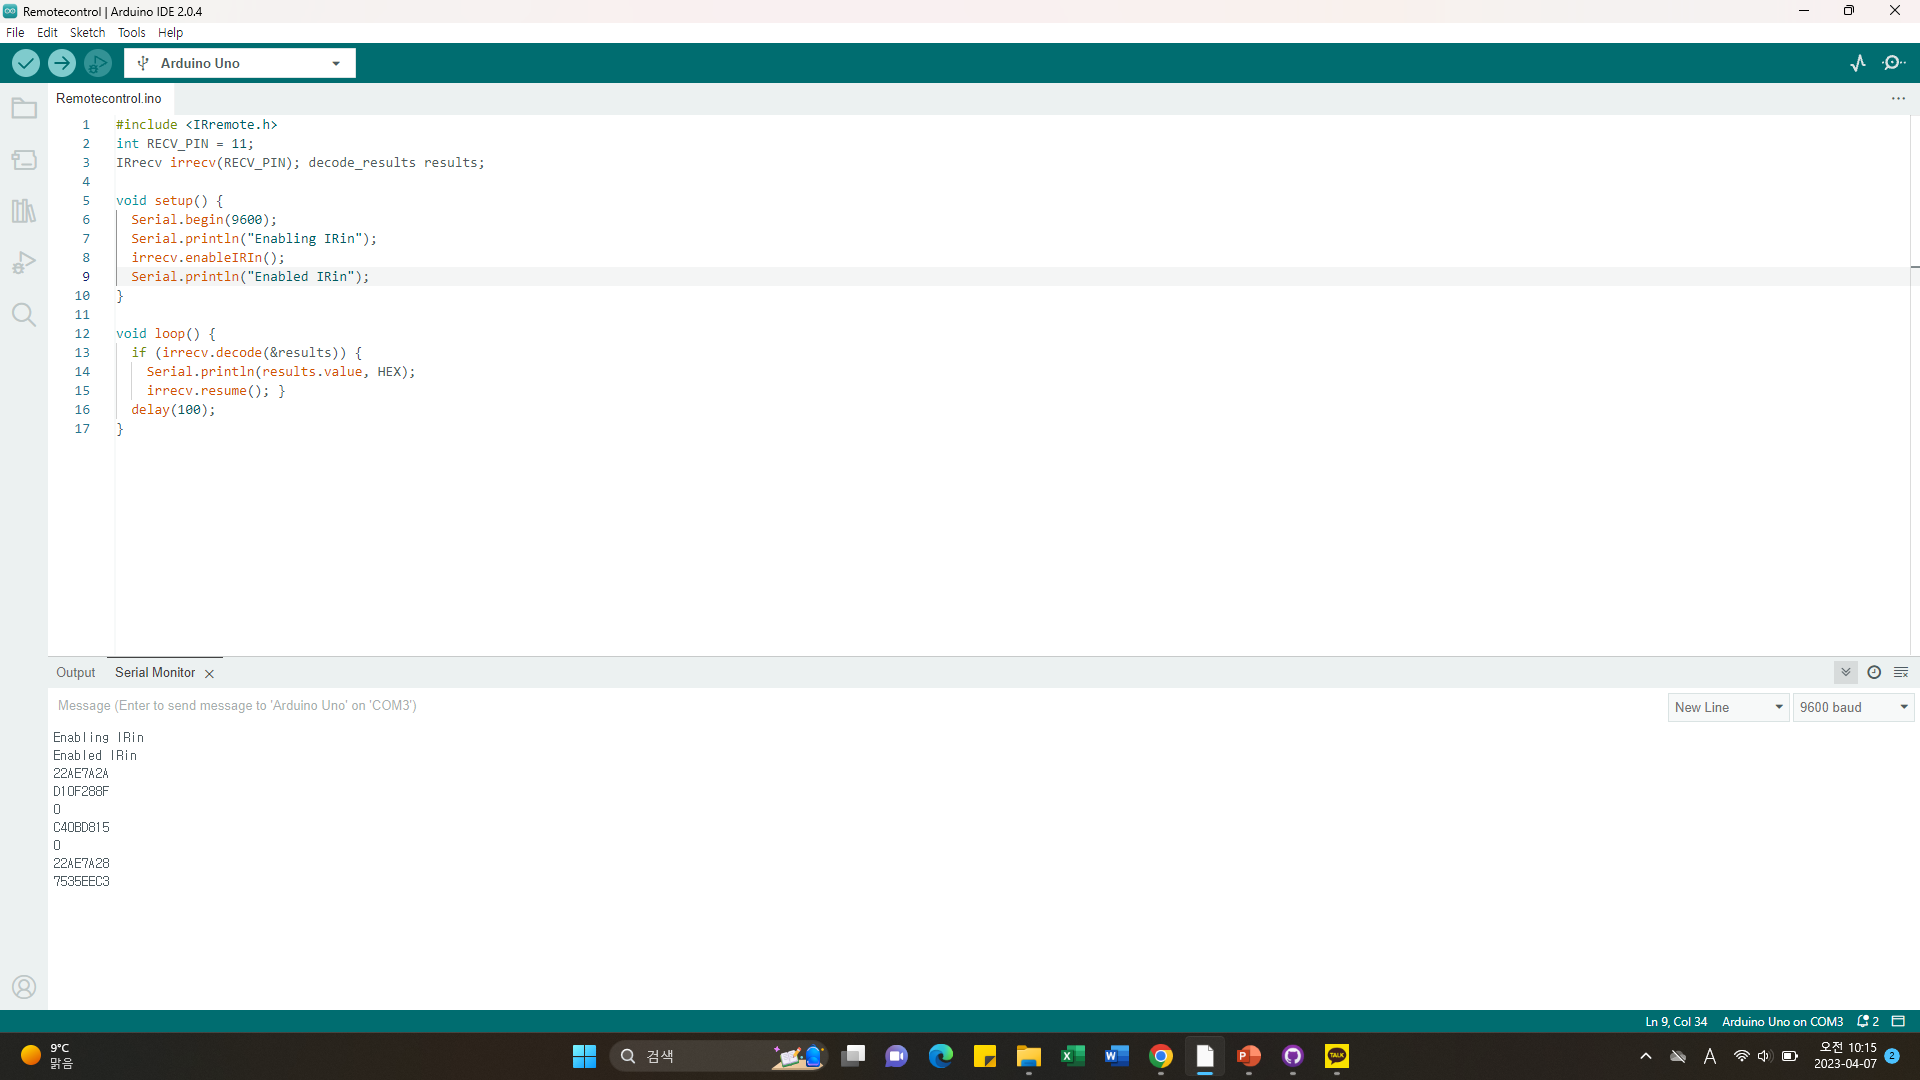 Remotecontrol | Arduino IDE 2.0.4
File Edit Sketch Tools Help
Arduino Uno
Remotecontrol.ino
1 #include <IRremote.h>
2 int RECV_PIN = 11;
3 IRrecv irrecv(RECV_PIN); decode_results results;
4
5 void setup() {
6 Serial.begin(9600);
7 Serial.println("Enabling IRin");
8 irrecv.enableIRIn();
9 Serial.println("Enabled IRin");
10 }
11
12 void loop() {
13 if (irrecv.decode(&results)) {
14 Serial.println(results.value, HEX);
15 irrecv.resume(); }
16 delay(100);
17 }
Output Serial Monitor
Message (Enter to send message to 'Arduino Uno' on 'COM3')
New Line 9600 baud
Enabling IRin
Enabled IRin
22AE7A2A
D10F288F
0
C40BD815
0
22AE7A28
7535EEC3
Ln 9, Col 34 Arduino Uno on COM3 2
9°C
맑음
검색
TALK
A
오전 10:15
2023-04-07
2